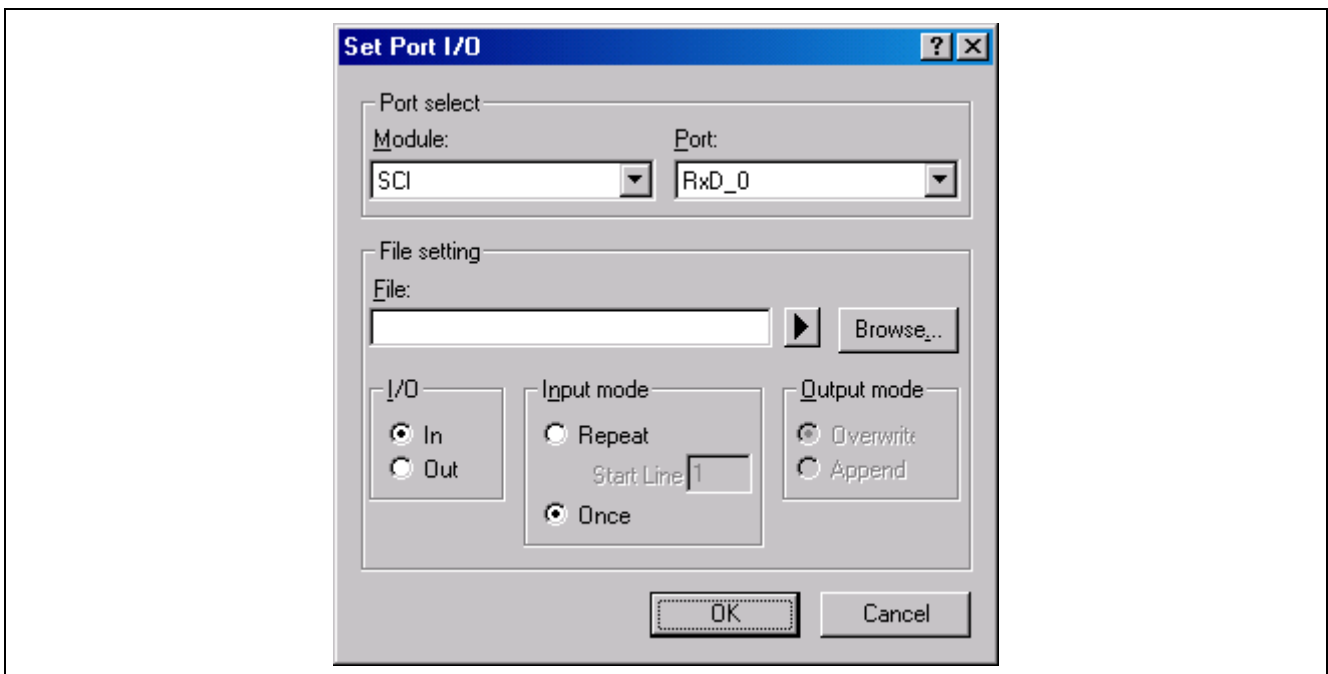 Set Port I/O
Port select
Module:
Port:
SCI
RxD_0
File setting
File:
Browse...
I/O
Input mode
Output mode
In
Repeat
Overwrite
Out
Start Line 1
Append
Once
OK
Cancel